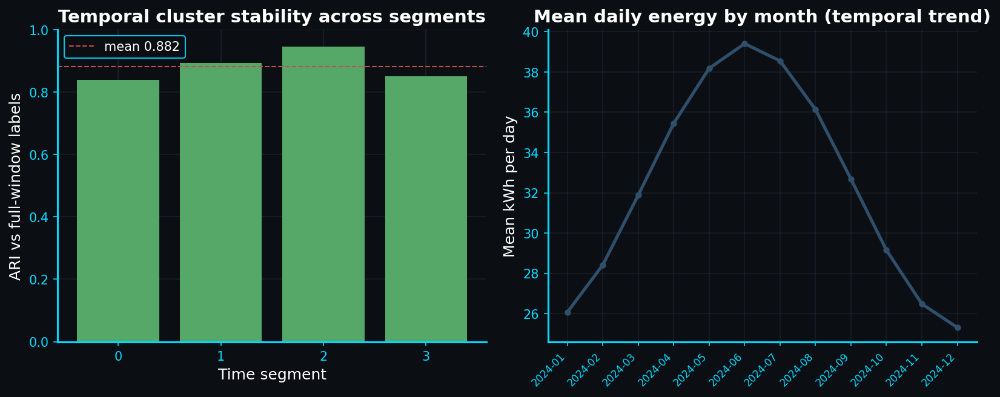 Temporal cluster stability across segments
mean 0.882
ARI vs full-window labels
1.0
0.8
0.6
0.4
0.2
0.0
0 1 2 3
Time segment
Mean daily energy by month (temporal trend)
Mean kWh per day
40
38
36
34
32
30
28
26
2024-01 2024-02 2024-03 2024-04 2024-05 2024-06 2024-07 2024-08 2024-09 2024-10 2024-11 2024-12